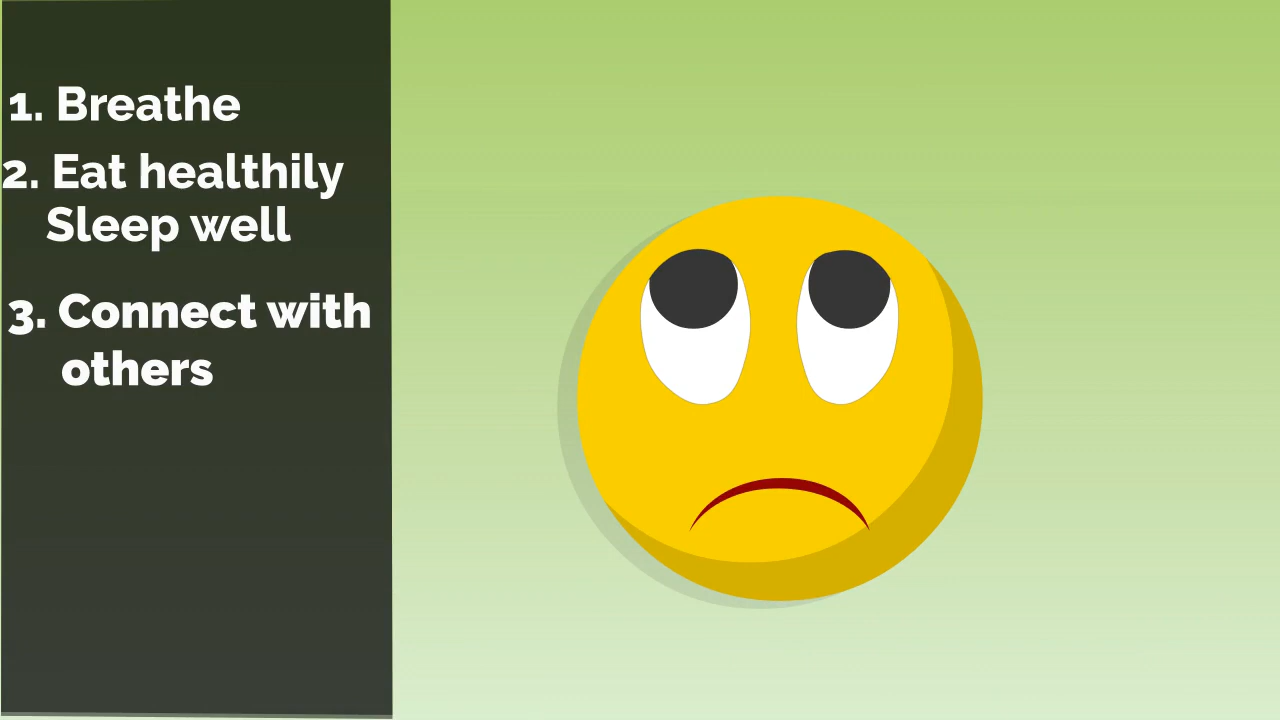 1. Breathe
2. Eat healthily
Sleep well
3. Connect with
others